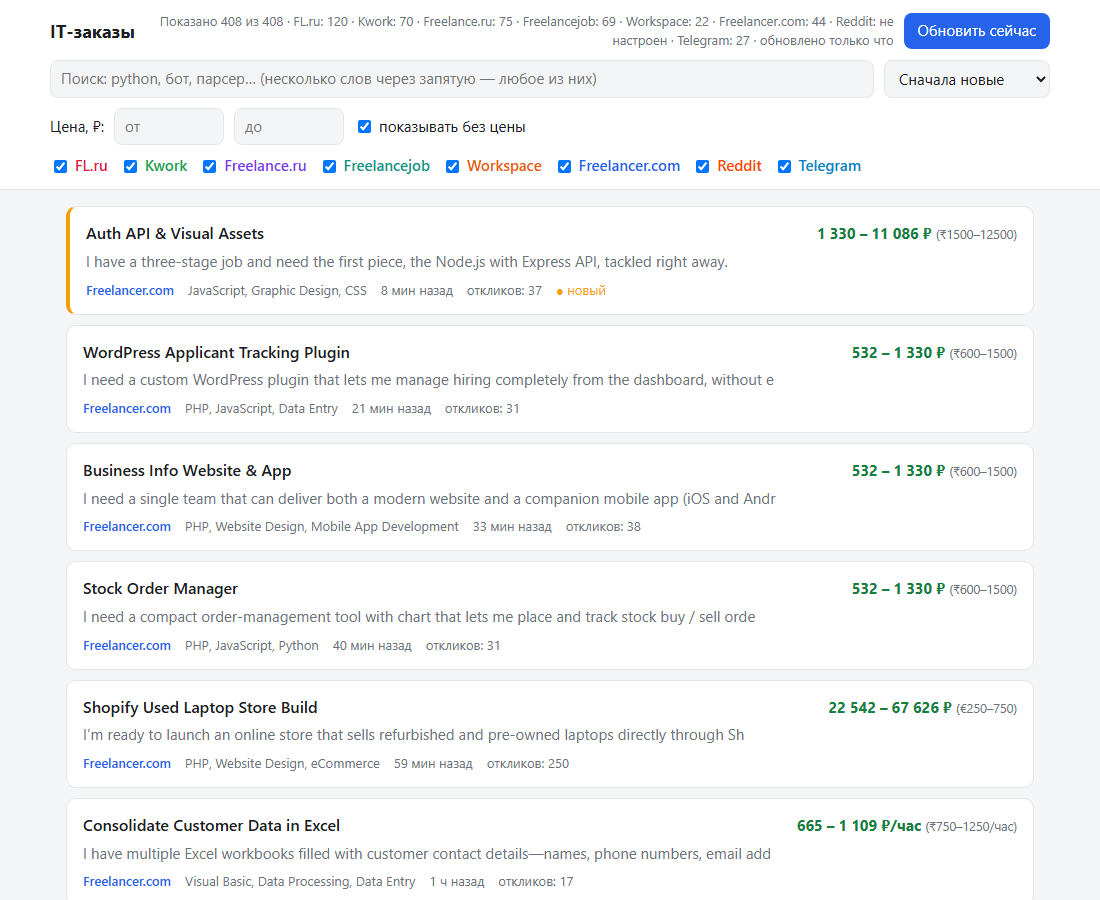 IT-заказы
Показано 408 из 408 · FL.ru: 120 · Kwork: 70 · Freelance.ru: 75 · Freelancejob: 69 · Workspace: 22 · Freelancer.com: 44 · Reddit: не
настроен · Telegram: 27 · обновлено только что
Обновить сейчас
Поиск: python, бот, парсер... (несколько слов через запятую — любое из них)
Сначала новые
Цена, ₽: от до показывать без цены
FL.ru Kwork Freelance.ru Freelancejob Workspace Freelancer.com Reddit Telegram
Auth API & Visual Assets 1 330 – 11 086 ₽ (₹1500–12500)
I have a three-stage job and need the first piece, the Node.js with Express API, tackled right away.
Freelancer.com JavaScript, Graphic Design, CSS 8 мин назад откликов: 37 ● новый
WordPress Applicant Tracking Plugin 532 – 1 330 ₽ (₹600–1500)
I need a custom WordPress plugin that lets me manage hiring completely from the dashboard, without e
Freelancer.com PHP, JavaScript, Data Entry 21 мин назад откликов: 31
Business Info Website & App 532 – 1 330 ₽ (₹600–1500)
I need a single team that can deliver both a modern website and a companion mobile app (iOS and Andr
Freelancer.com PHP, Website Design, Mobile App Development 33 мин назад откликов: 38
Stock Order Manager 532 – 1 330 ₽ (₹600–1500)
I need a compact order-management tool with chart that lets me place and track stock buy / sell orde
Freelancer.com PHP, JavaScript, Python 40 мин назад откликов: 31
Shopify Used Laptop Store Build 22 542 – 67 626 ₽ (€250–750)
I’m ready to launch an online store that sells refurbished and pre-owned laptops directly through Sh
Freelancer.com PHP, Website Design, eCommerce 59 мин назад откликов: 250
Consolidate Customer Data in Excel 665 – 1 109 ₽/час (₹750–1250/час)
I have multiple Excel workbooks filled with customer contact details—names, phone numbers, email add
Freelancer.com Visual Basic, Data Processing, Data Entry 1 ч назад откликов: 17